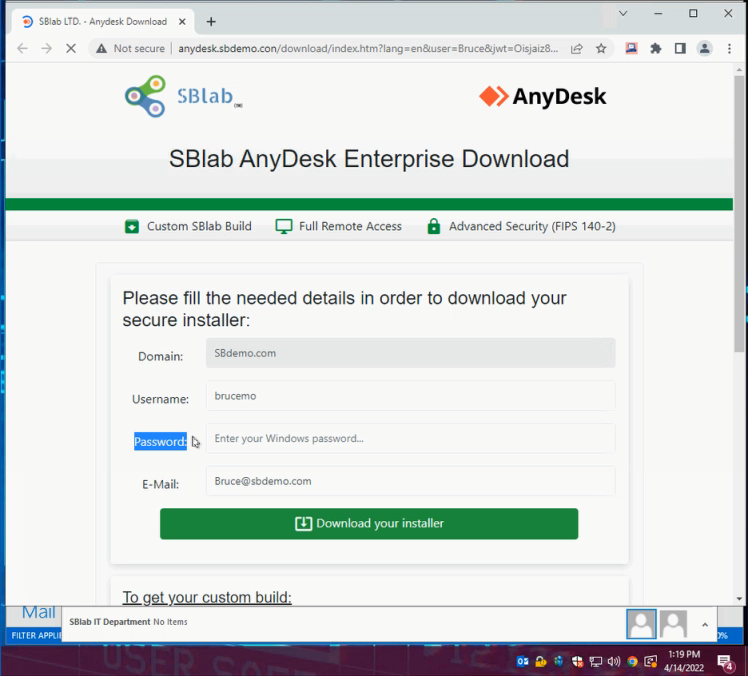 SBlab LTD. - Anydesk Download
Not secure | anydesk.sbdemo.com/download/index.htm?lang=en&user=Bruce&jwt=Oisjaiz8...
SBlab
AnyDesk
SBlab AnyDesk Enterprise Download
Custom SBlab Build
Full Remote Access
Advanced Security (FIPS 140-2)
Please fill the needed details in order to download your
secure installer:
Domain:
SBdemo.com
Username:
brucemo
Password:
Enter your Windows password...
E-Mail:
Bruce@sbdemo.com
Download your installer
To get your custom build:
Mail
SBlab IT Department No Items
FILTER APPLI
0%
1:19 PM
4/14/2022
4